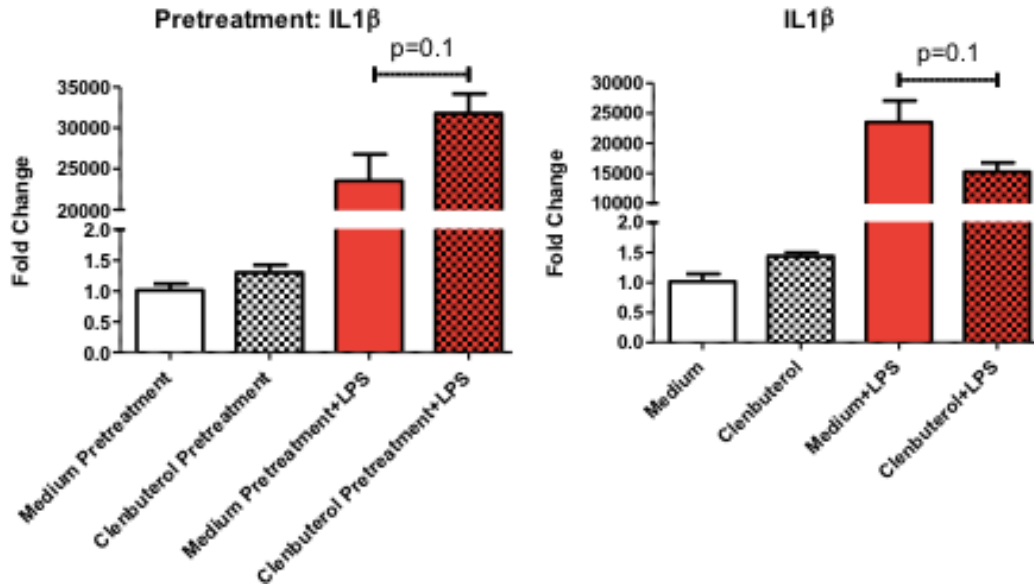 Pretreatment: IL1β
p=0.1
Fold Change
35000
30000
25000
20000
2.0
1.5
1.0
0.5
0.0
Medium Pretreatment
Clenbuterol Pretreatment
Medium Pretreatment+LPS
Clenbuterol Pretreatment+LPS
IL1β
p=0.1
Fold Change
30000
25000
20000
15000
10000
2.0
1.5
1.0
0.5
0.0
Medium
Clenbuterol
Medium+LPS
Clenbuterol+LPS